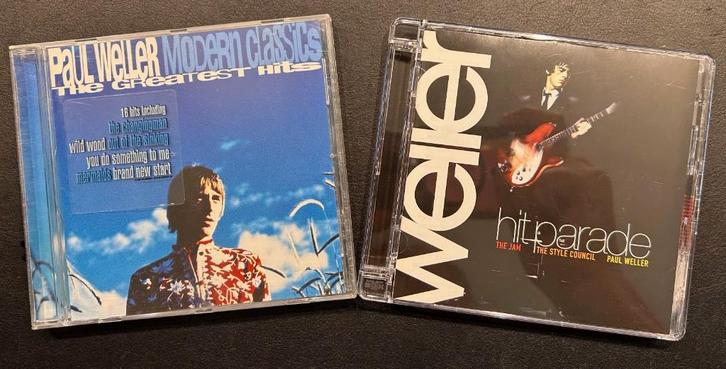 PAUL WELLER MODERN CLASSICS
THE GREATEST HITS
16 hits including
the changingman
wild wood out of the sinking
you do something to me
mermaids brand new start
weller
hit parade
THE JAM THE STYLE COUNCIL PAUL WELLER